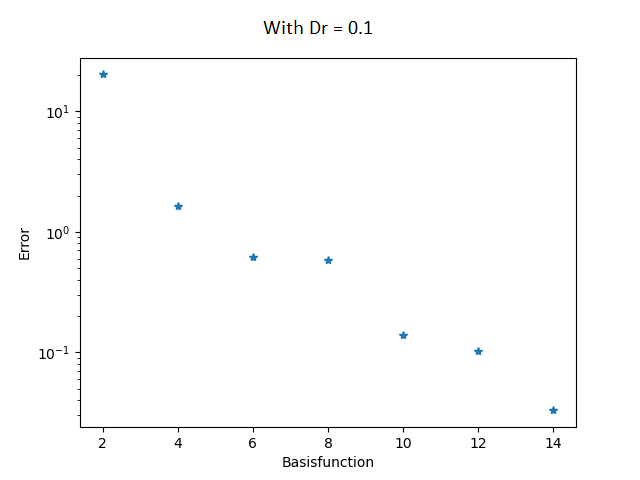 With Dr = 0.1
10¹
10⁰
10⁻¹
Error
2 4 6 8 10 12 14
Basisfunction